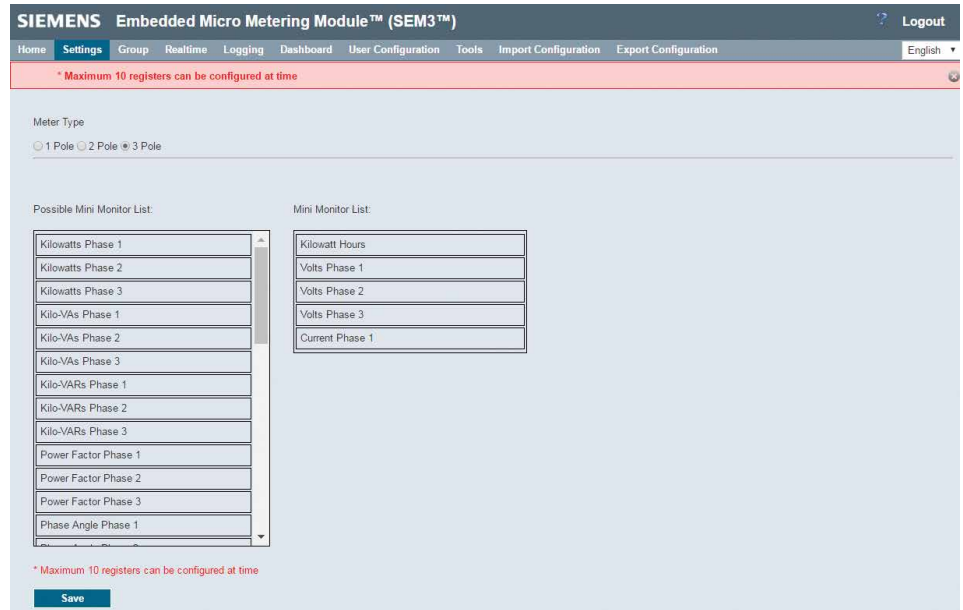 SIEMENS Embedded Micro Metering Module™ (SEM3™) ? Logout
Home Settings Group Realtime Logging Dashboard User Configuration Tools Import Configuration Export Configuration English
* Maximum 10 registers can be configured at time
Meter Type
1 Pole 2 Pole 3 Pole
Possible Mini Monitor List: Mini Monitor List:
Kilowatts Phase 1 Kilowatt Hours
Kilowatts Phase 2 Volts Phase 1
Kilowatts Phase 3 Volts Phase 2
Kilo-VAs Phase 1 Volts Phase 3
Kilo-VAs Phase 2 Current Phase 1
Kilo-VAs Phase 3
Kilo-VARs Phase 1
Kilo-VARs Phase 2
Kilo-VARs Phase 3
Power Factor Phase 1
Power Factor Phase 2
Power Factor Phase 3
Phase Angle Phase 1
* Maximum 10 registers can be configured at time
Save